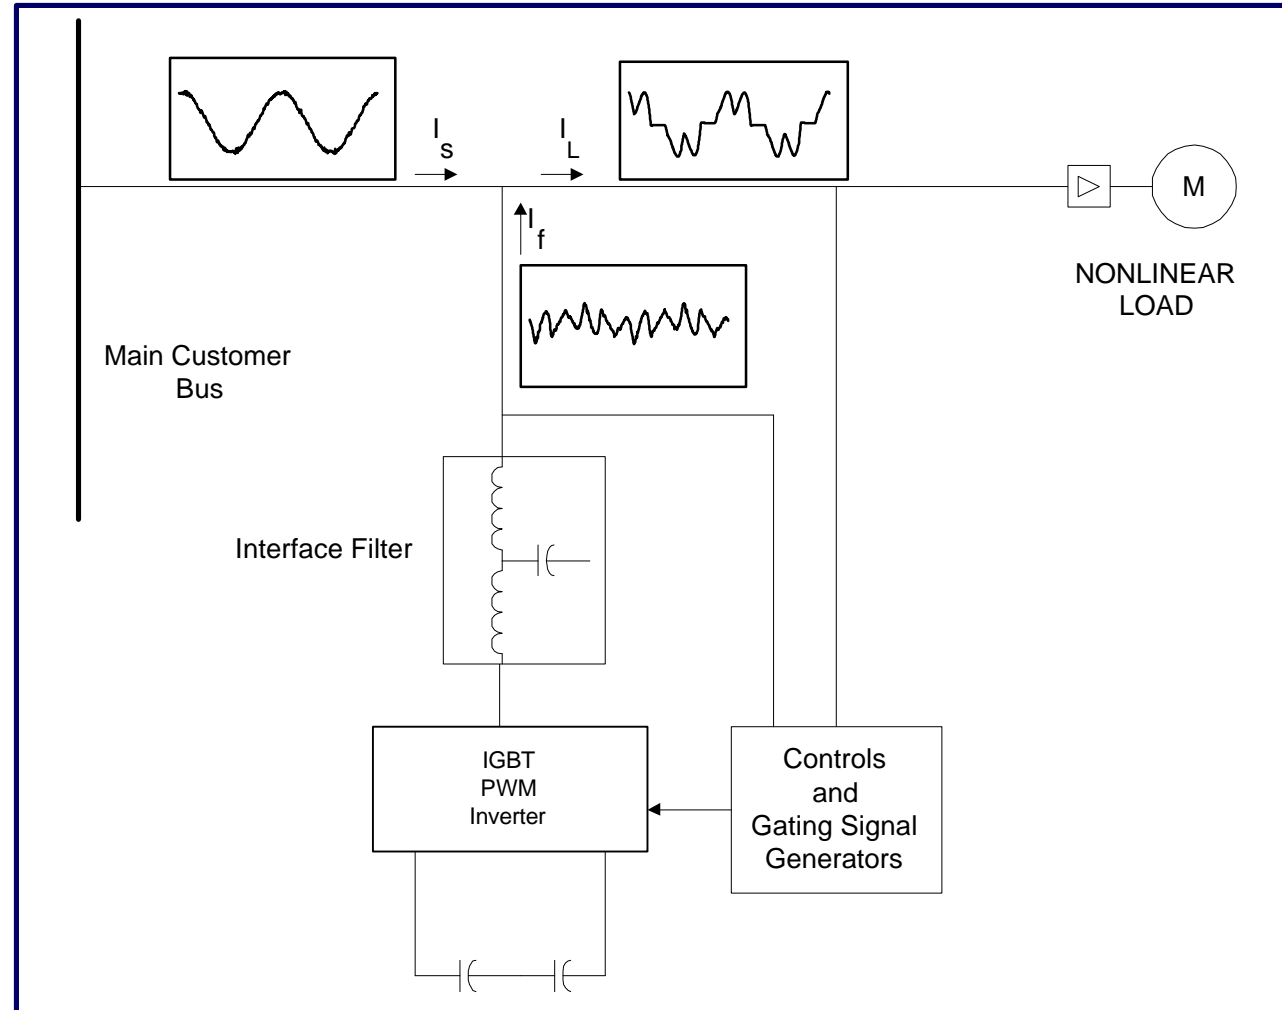 I
S
I
L
I
f
M
NONLINEAR
LOAD
Main Customer
Bus
Interface Filter
IGBT
PWM
Inverter
Controls
and
Gating Signal
Generators